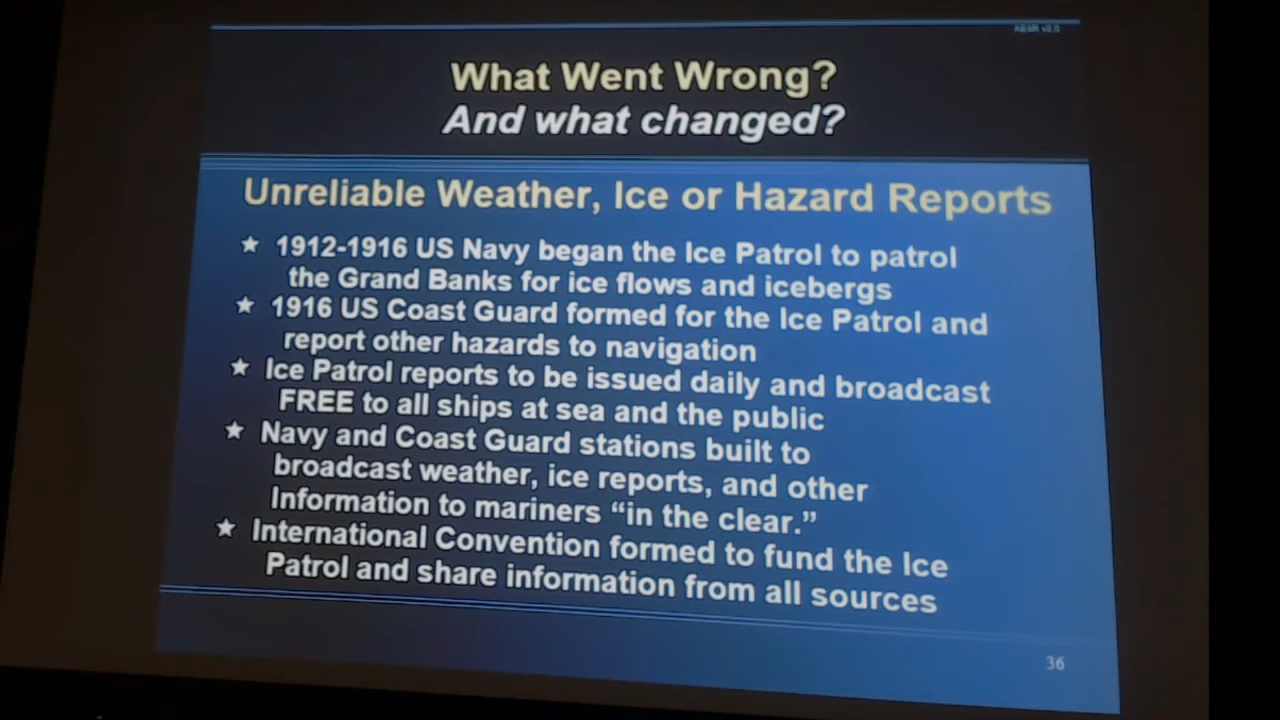 What Went Wrong?
And what changed?
Unreliable Weather, Ice or Hazard Reports
★ 1912-1916 US Navy began the Ice Patrol to patrol
the Grand Banks for ice flows and icebergs
★ 1916 US Coast Guard formed for the Ice Patrol and
report other hazards to navigation
★ Ice Patrol reports to be issued daily and broadcast
FREE to all ships at sea and the public
★ Navy and Coast Guard stations built to
broadcast weather, ice reports, and other
Information to mariners “in the clear.”
★ International Convention formed to fund the Ice
Patrol and share information from all sources
36